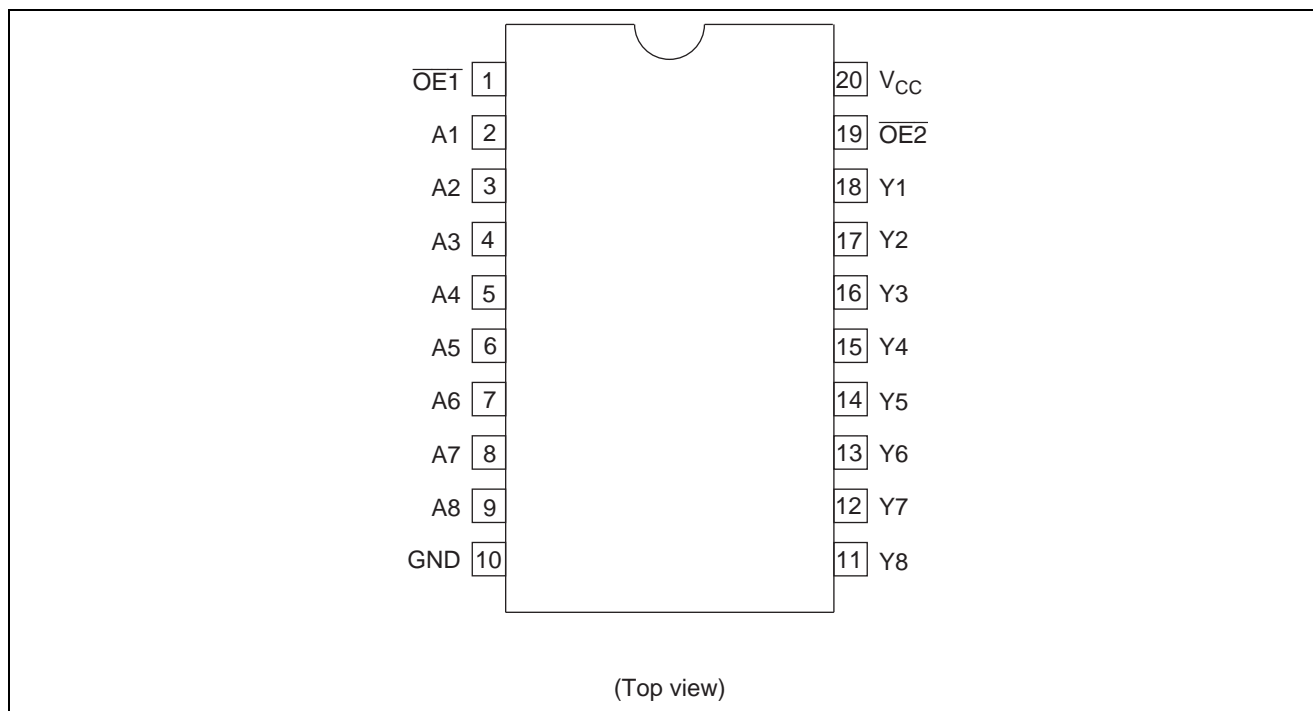 O̅E̅1̅ 1 20 VCC
A1 2 19 O̅E̅2̅
A2 3 18 Y1
A3 4 17 Y2
A4 5 16 Y3
A5 6 15 Y4
A6 7 14 Y5
A7 8 13 Y6
A8 9 12 Y7
GND 10 11 Y8
(Top view)